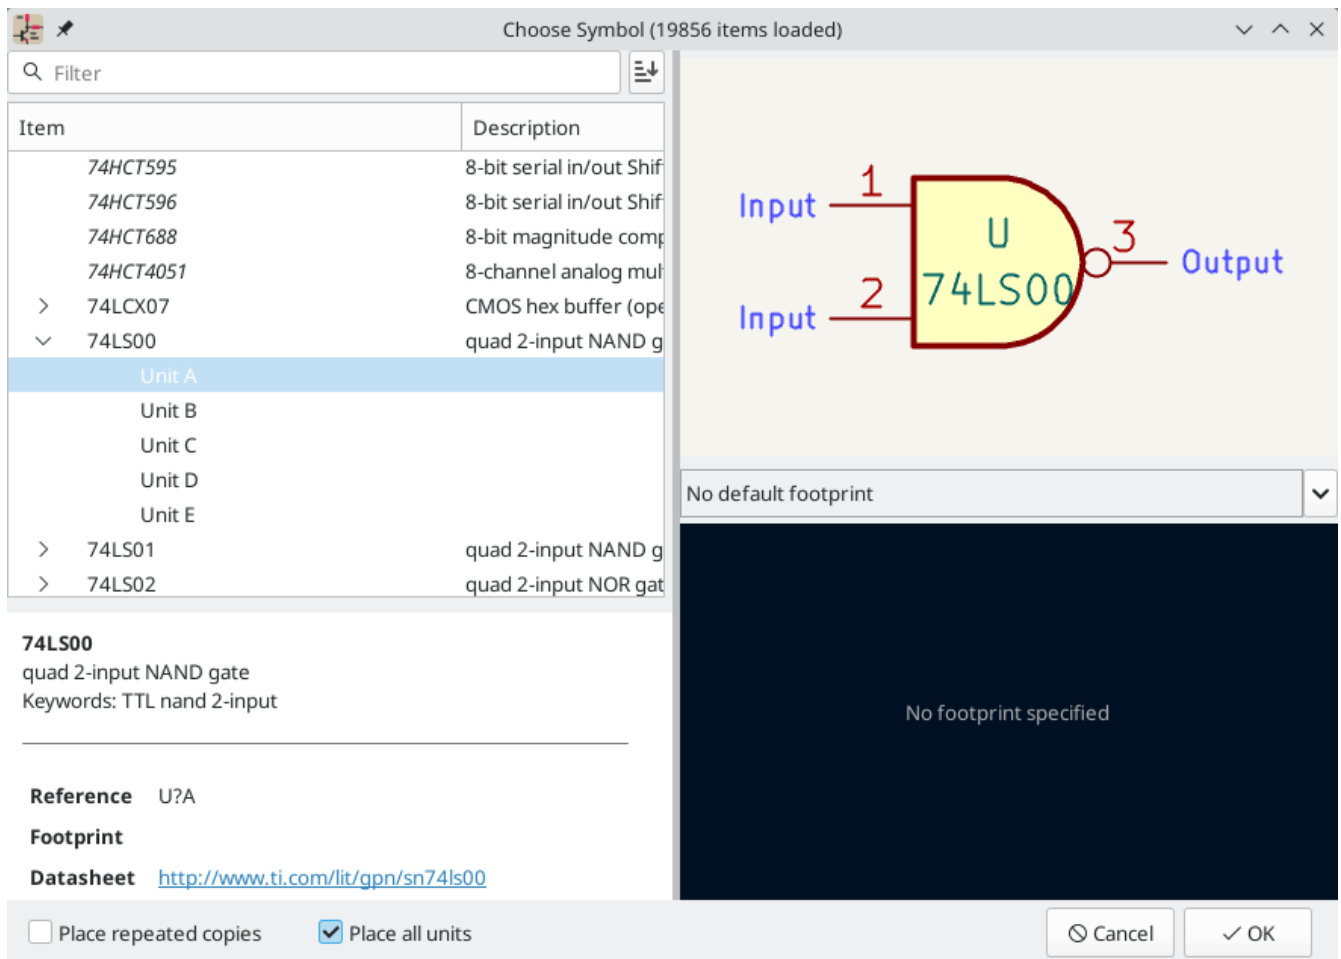 Choose Symbol (19856 items loaded)
Filter
Item Description
74HCT595 8-bit serial in/out Shif
74HCT596 8-bit serial in/out Shif
74HCT688 8-bit magnitude comp
74HCT4051 8-channel analog mul
74LCX07 CMOS hex buffer (ope
74LS00 quad 2-input NAND g
Unit A
Unit B
Unit C
Unit D
Unit E
74LS01 quad 2-input NAND g
74LS02 quad 2-input NOR gat
74LS00
quad 2-input NAND gate
Keywords: TTL nand 2-input
Reference U?A
Footprint
Datasheet http://www.ti.com/lit/gpn/sn74ls00
Input 1
U
3 Output
74LS00
Input 2
No default footprint
No footprint specified
Place repeated copies Place all units
Cancel OK